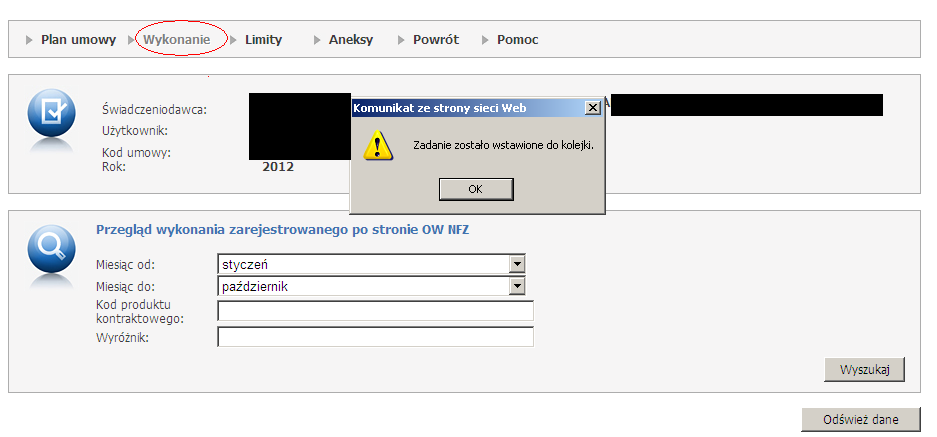 Plan umowy Wykonanie Limity Aneksy Powrót Pomoc
Świadczeniodawca:
Użytkownik:
Kod umowy:
Rok: 2012
A
Komunikat ze strony sieci Web
Zadanie zostało wstawione do kolejki.
OK
Przegląd wykonania zarejestrowanego po stronie OW NFZ
Miesiąc od: styczeń
Miesiąc do: październik
Kod produktu
kontraktowego:
Wyróżnik:
Wyszukaj
Odśwież dane